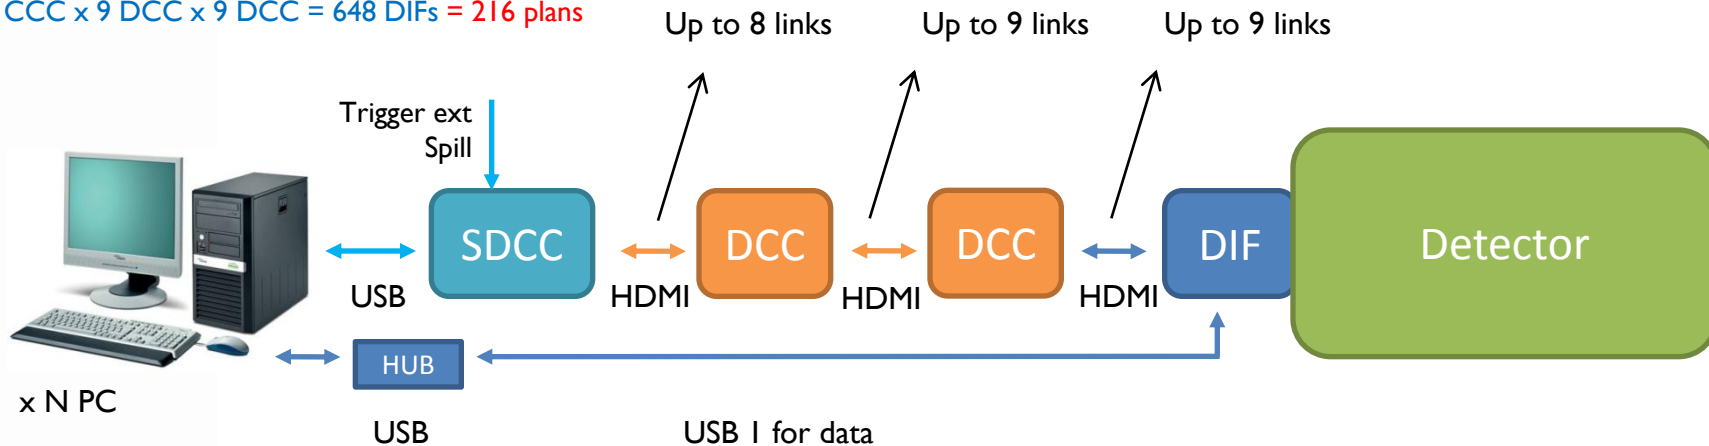 CCC x 9 DCC x 9 DCC = 648 DIFs = 216 plans
Up to 8 links
Up to 9 links
Up to 9 links
Trigger ext
Spill
SDCC
DCC
DCC
DIF
Detector
USB
HDMI
HDMI
HDMI
HUB
x N PC
USB
USB 1 for data